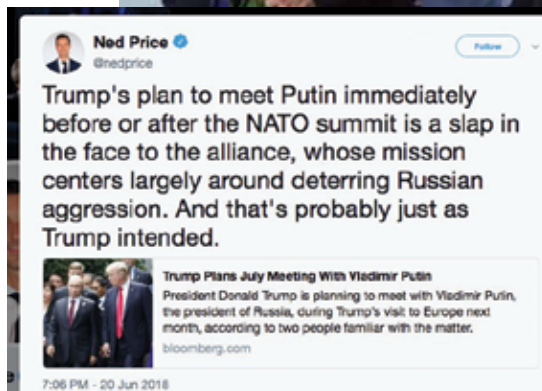 Ned Price
@nedprice
Follow
Trump's plan to meet Putin immediately
before or after the NATO summit is a slap in
the face to the alliance, whose mission
centers largely around deterring Russian
aggression. And that's probably just as
Trump intended.
Trump Plans July Meeting With Vladimir Putin
President Donald Trump is planning to meet with Vladimir Putin,
the president of Russia, during Trump's visit to Europe next
month, according to two people familiar with the matter.
bloomberg.com
7:06 PM - 20 Jun 2018